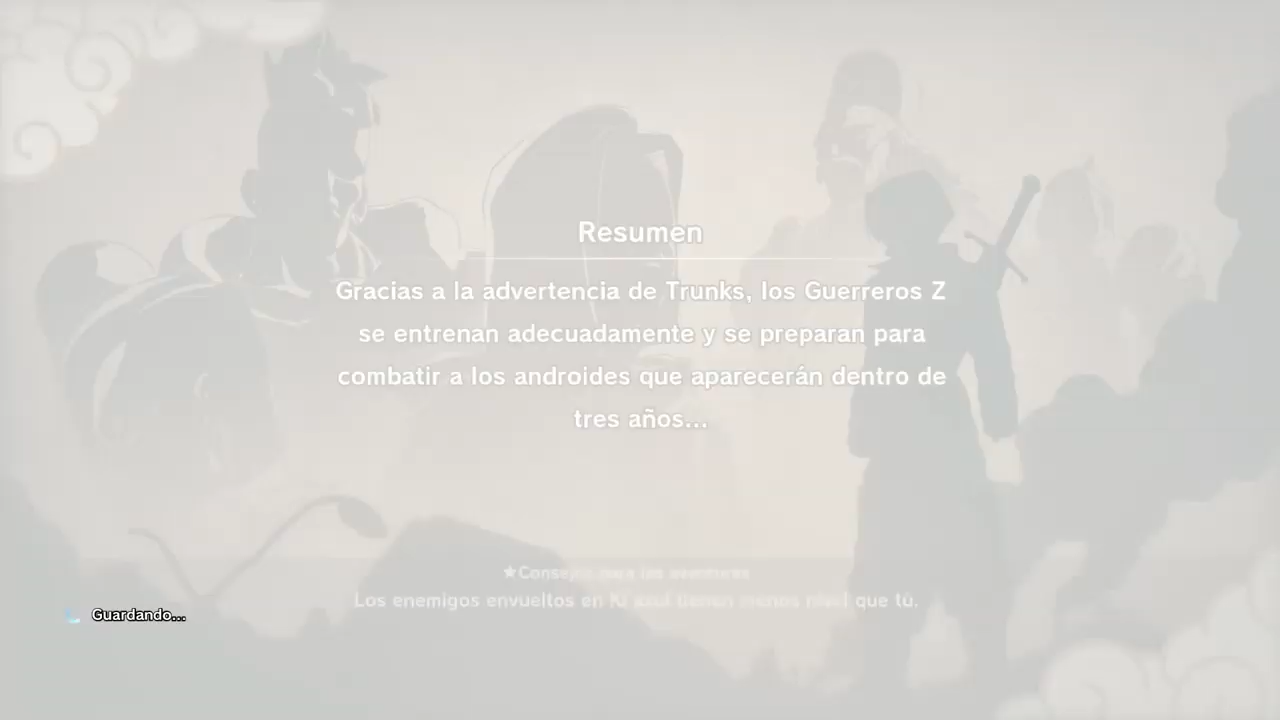 Resumen
Gracias a la advertencia de Trunks, los Guerreros Z
se entrenan adecuadamente y se preparan para
combatir a los androides que aparecerán dentro de
tres años...
★Consejos para las aventuras
Los enemigos envueltos en Ki azul tienen menos nivel que tú.
Guardando...